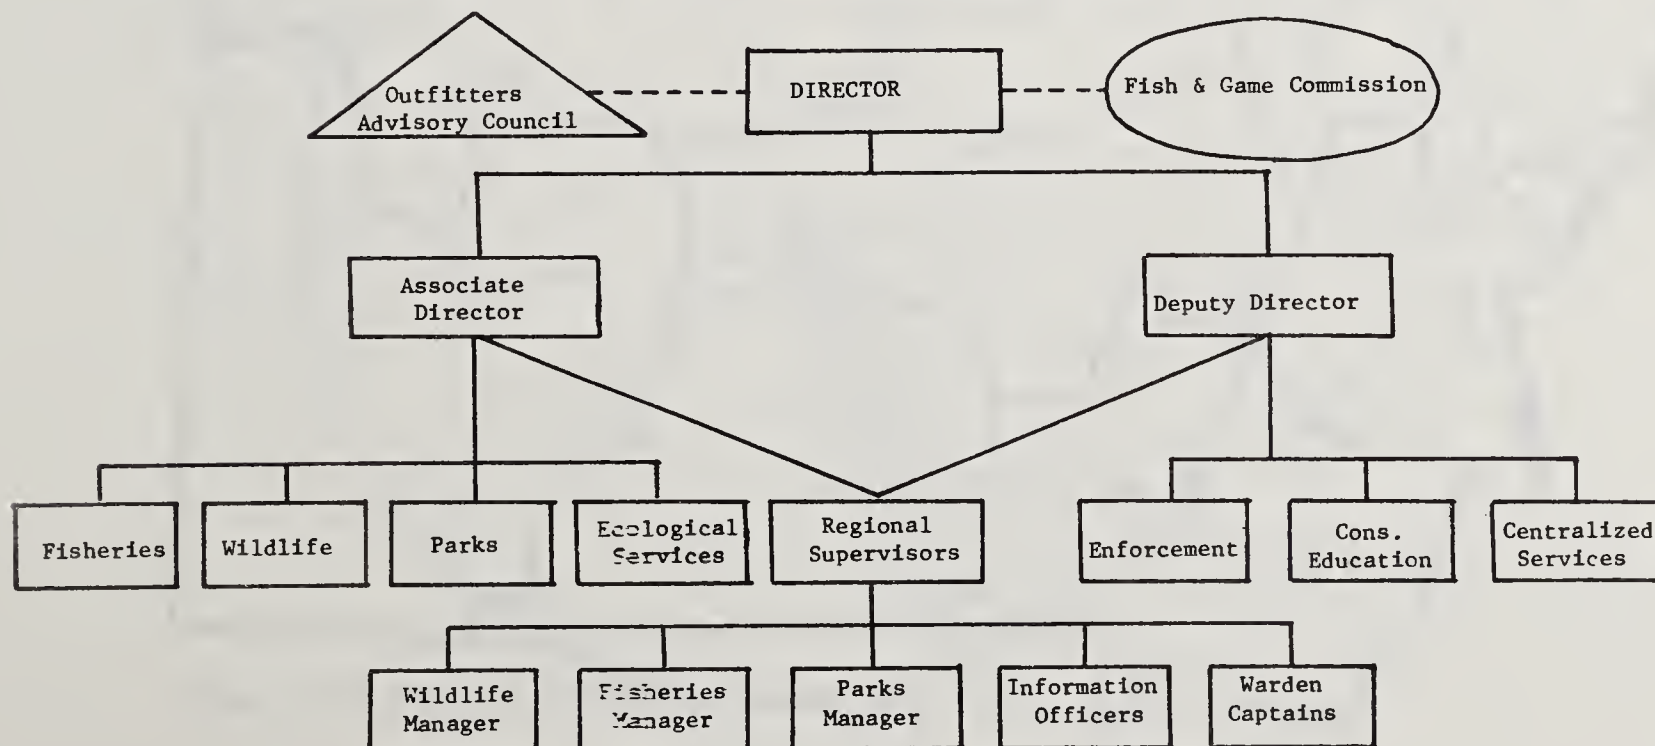 Outfitters
Advisory Council
DIRECTOR
Fish & Game Commission
Associate
Director
Deputy Director
Fisheries
Wildlife
Parks
Ecological
Services
Regional
Supervisors
Enforcement
Cons.
Education
Centralized
Services
Wildlife
Manager
Fisheries
Manager
Parks
Manager
Information
Officers
Warden
Captains